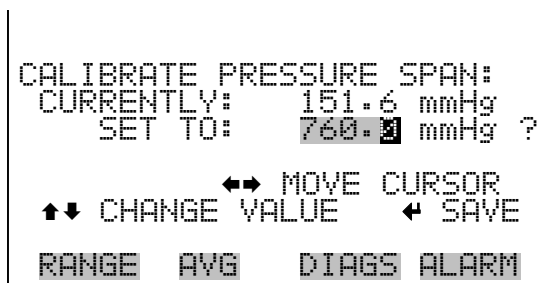 CALIBRATE PRESSURE SPAN:
CURRENTLY: 151.6 mmHg
SET TO: 760.0 mmHg ?
←→ MOVE CURSOR
↑↓ CHANGE VALUE ↵ SAVE
RANGE AVG DIAGS ALARM